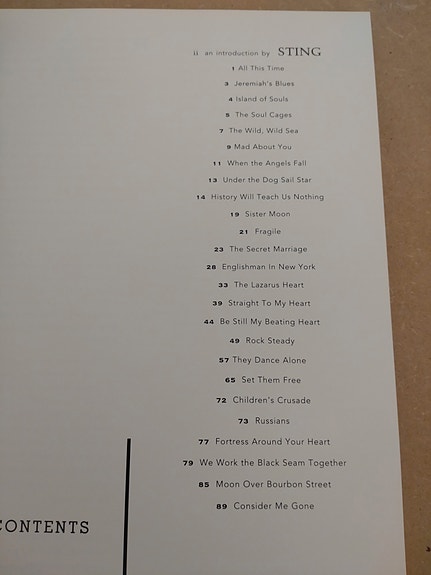 ii an introduction by STING
1 All This Time
3 Jeremiah's Blues
4 Island of Souls
5 The Soul Cages
7 The Wild, Wild Sea
9 Mad About You
11 When the Angels Fall
13 Under the Dog Sail Star
14 History Will Teach Us Nothing
19 Sister Moon
21 Fragile
23 The Secret Marriage
28 Englishman In New York
33 The Lazarus Heart
39 Straight To My Heart
44 Be Still My Beating Heart
49 Rock Steady
57 They Dance Alone
65 Set Them Free
72 Children's Crusade
73 Russians
77 Fortress Around Your Heart
79 We Work the Black Seam Together
85 Moon Over Bourbon Street
89 Consider Me Gone
CONTENTS